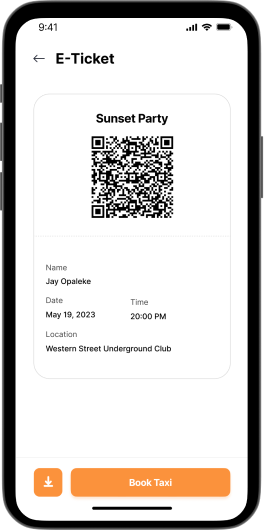 9:41
E-Ticket
Sunset Party
Name
Jay Opaleke
Date
Time
May 19, 2023
20:00 PM
Location
Western Street Underground Club
Book Taxi